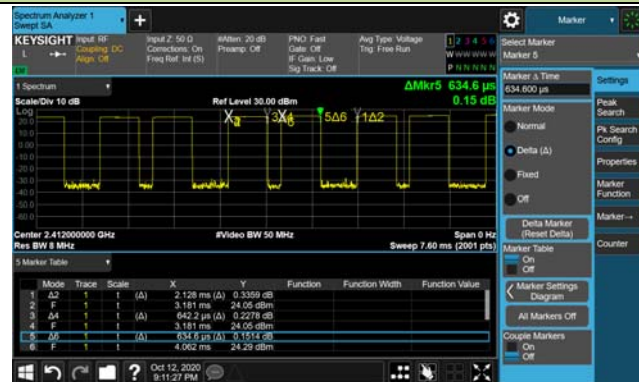 Spectrum Analyzer 1
Swept SA
Marker
KEYSIGHT
L
Input: RF
Coupling: DC
Align: Off
Input Z: 50 Ω
Corrections: On
Freq Ref: Int (S)
#Atten: 20 dB
Preamp: Off
PNO: Fast
Gate: Off
IF Gain: Low
Sig Track: Off
Avg Type: Voltage
Trig: Free Run
1 2 3 4 5 6
W W W W W W
P N N N N N
Select Marker
Marker 5
1 Spectrum
ΔMkr5 634.6 µs
0.15 dB
Scale/Div 10 dB
Ref Level 30.00 dBm
Log
20.0
10.0
0.00
-10.0
-20.0
-30.0
-40.0
-50.0
-60.0
5Δ6
1Δ2
Center 2.412000000 GHz
Res BW 8 MHz
#Video BW 50 MHz
Span 0 Hz
Sweep 7.60 ms (2001 pts)
5 Marker Table
Mode Trace Scale X Y Function Function Width Function Value
1 Δ2 1 t (Δ) 2.128 ms (Δ) 0.3359 dB
2 F 1 t 3.181 ms 24.05 dBm
3 Δ4 1 t (Δ) 642.2 µs (Δ) 0.2278 dB
4 F 1 t 3.181 ms 24.05 dBm
5 Δ6 1 t (Δ) 634.6 µs (Δ) 0.1514 dB
6 F 1 t 4.062 ms 24.29 dBm
Marker Δ Time
634.600 µs
Marker Mode
Normal
Delta (Δ)
Fixed
Off
Delta Marker
(Reset Delta)
Marker Table
On
Off
Marker Settings
Diagram
All Markers Off
Couple Markers
On
Off
Settings
Peak
Search
Pk Search
Config
Properties
Marker
Function
Marker→
Counter
?
Oct 12, 2020
9:11:27 PM